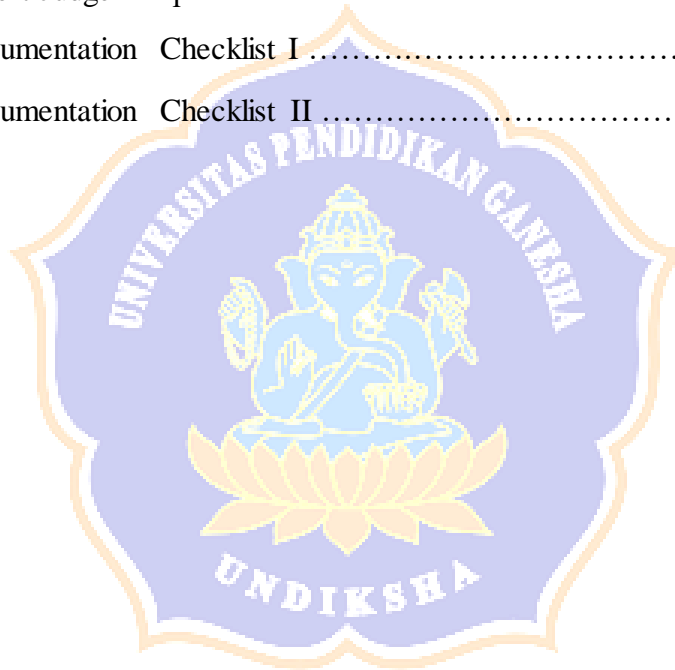 umentation Checklist I ……………………………………
umentation Checklist II ……………………………………
UNIVERSITAS PENDIDIKAN GANESHA
UNDIKSHA